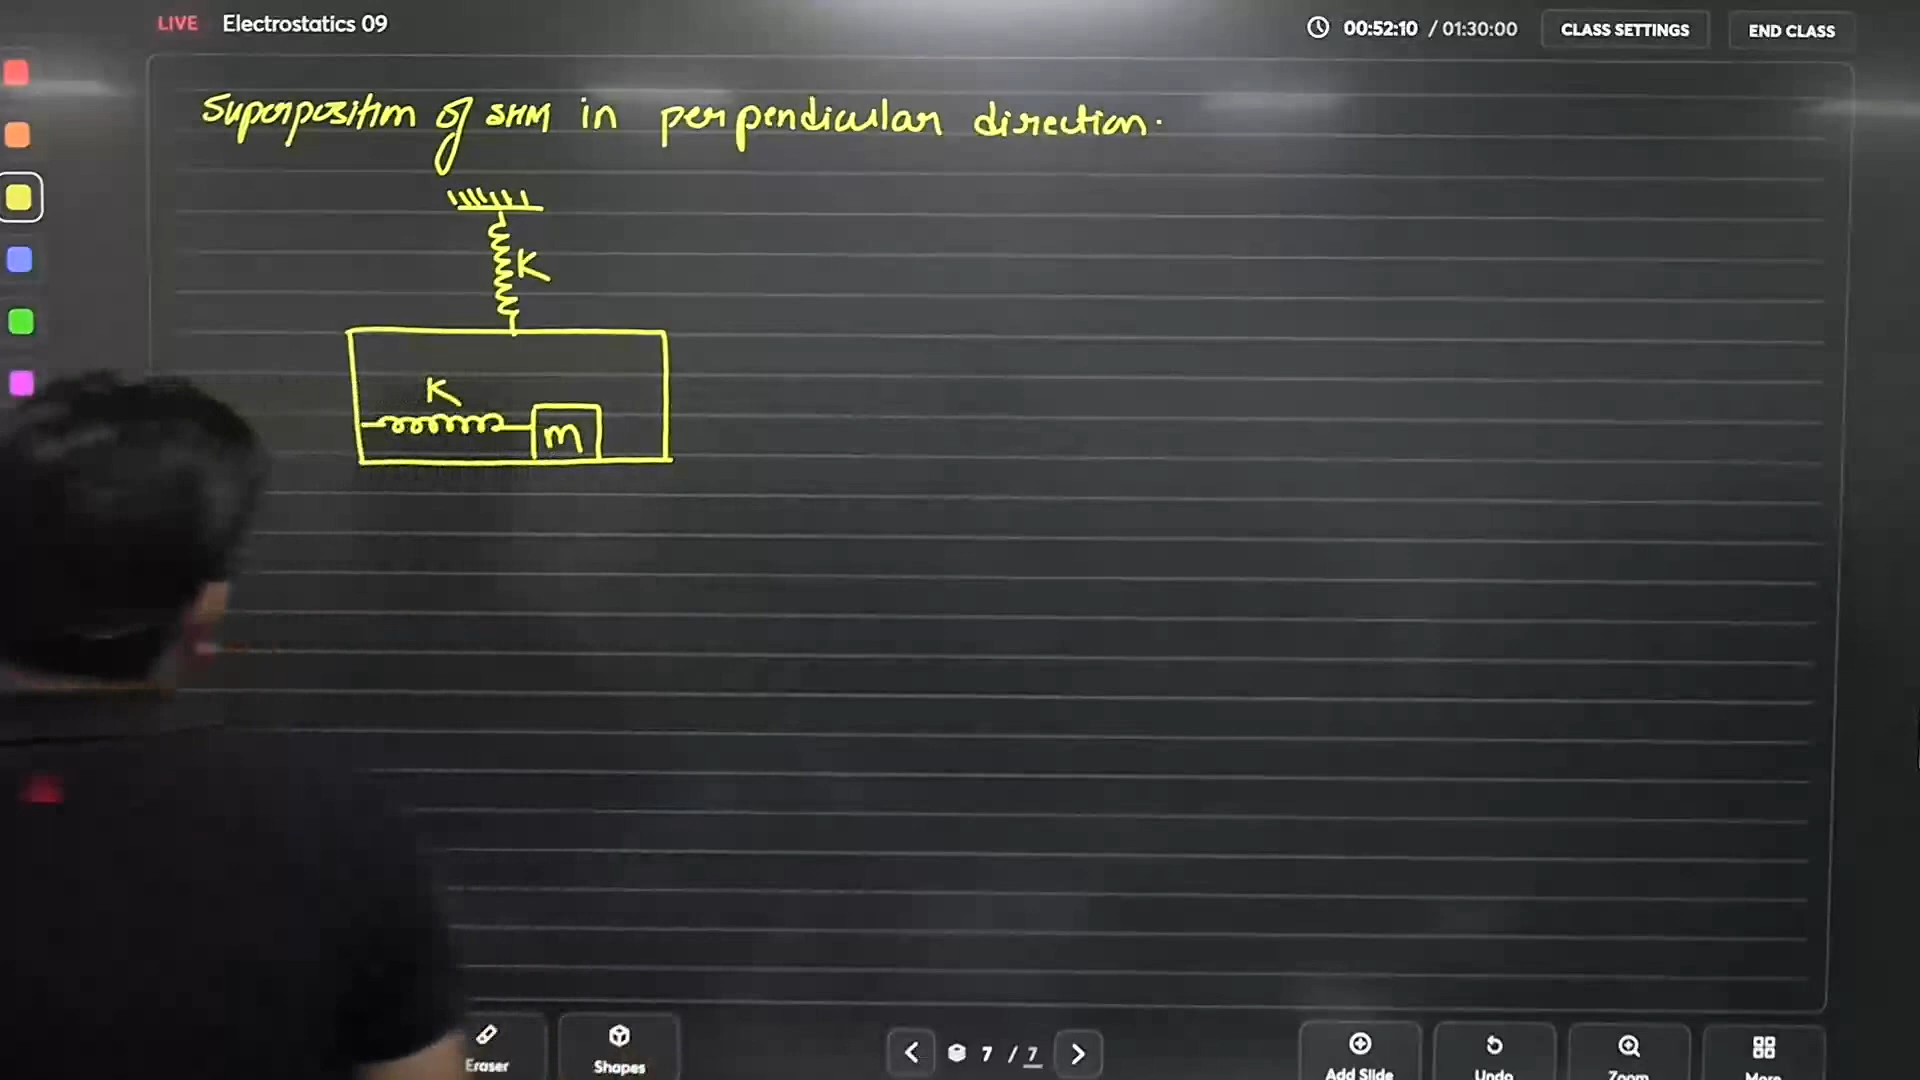 LIVE Electrostatics 09
00:52:10 / 01:30:00 CLASS SETTINGS END CLASS
Superposition of SHM in perpendicular direction.
K
K
m
Eraser Shapes 7 / 7 Add Slide Undo Zoom More